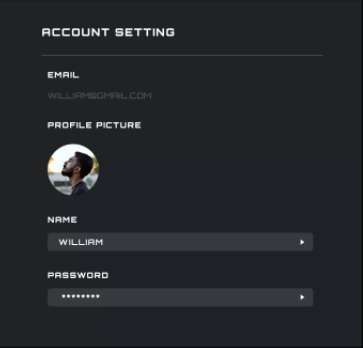 ACCOUNT SETTING
EMAIL
WILLIAM@GMAIL.COM
PROFILE PICTURE
NAME
WILLIAM
PASSWORD
********